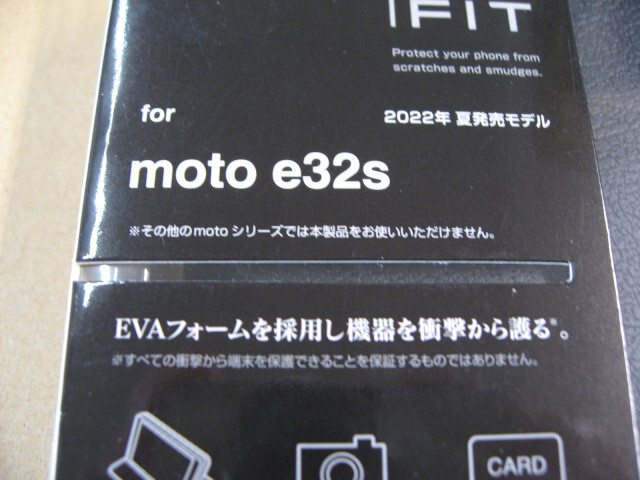 FIT
Protect your phone from
scratches and smudges.
for
2022年 夏発売モデル
moto e32s
※その他のmoto シリーズでは本製品をお使いいただけません。
EVAフォームを採用し機器を衝撃から護る※。
※すべての衝撃から端末を保護できることを保証するものではありません。
CARD